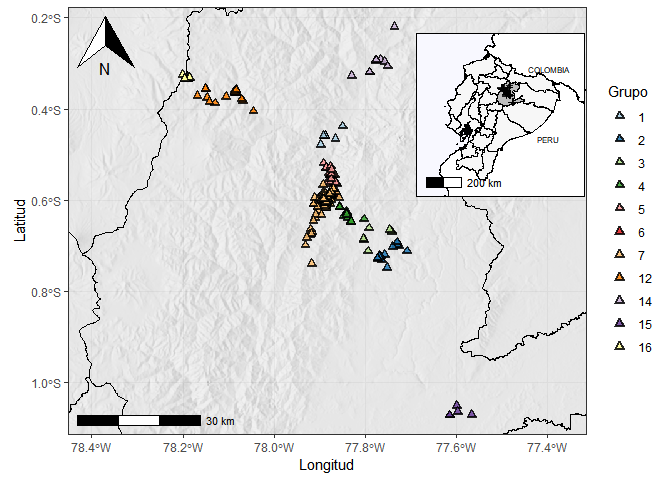 0.2°S
0.4°S
0.6°S
0.8°S
1.0°S
Latitud
N
COLOMBIA
PERU
200 km
30 km
78.4°W
78.2°W
78.0°W
77.8°W
77.6°W
77.4°W
Longitud
Grupo
1
2
3
4
5
6
7
12
14
15
16